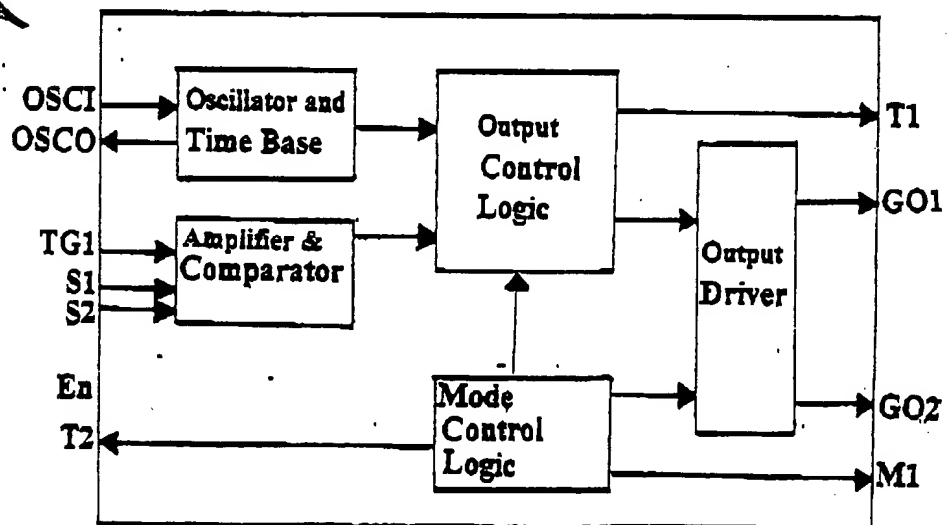 OSCI
OSCO
Oscillator and
Time Base
Output
Control
Logic
T1
GO1
TG1
S1
S2
Amplifier &
Comparator
Output
Driver
En
T2
Mode
Control
Logic
GO2
M1